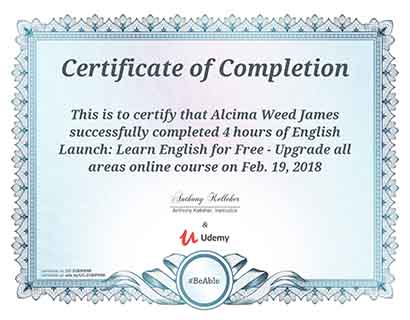 Certificate of Completion
This is to certify that Alcima Weed James
successfully completed 4 hours of English
Launch: Learn English for Free - Upgrade all
areas online course on Feb. 19, 2018
Anthony Kelleher
Anthony Kelleher, Instructor
&
Udemy
#BeAble